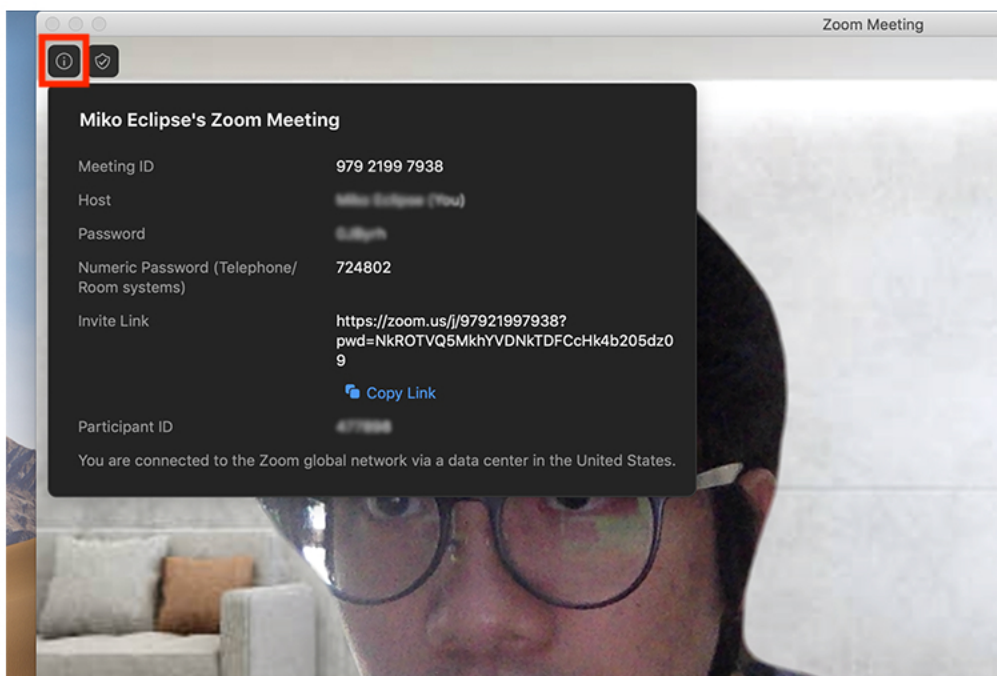 Zoom Meeting
Miko Eclipse's Zoom Meeting
Meeting ID
979 2199 7938
Host
(You)
Password
Numeric Password (Telephone/
Room systems)
724802
Invite Link
https://zoom.us/j/97921997938?
pwd=NkROTVQ5MkhYVDNkTDFCcHk4b205dz0
9
Copy Link
Participant ID
You are connected to the Zoom global network via a data center in the United States.